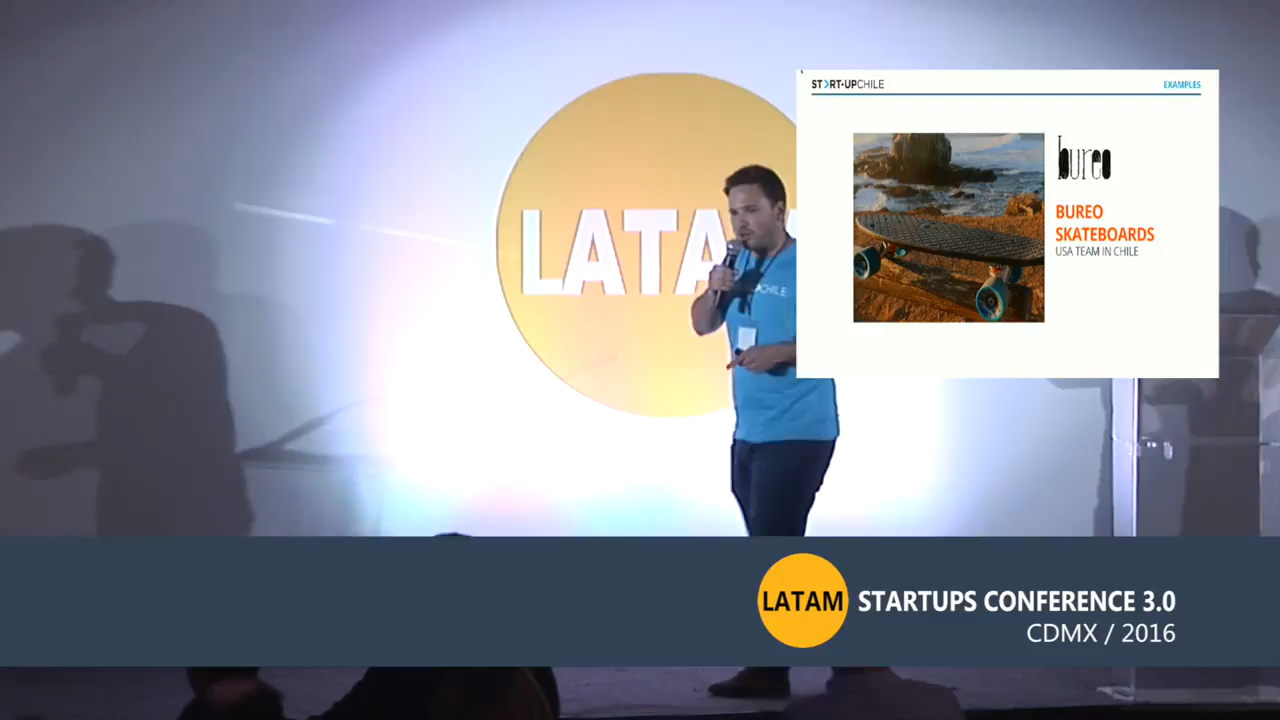 LATAM
ST>RT-UPCHILE
EXAMPLES
bureo
BUREO
SKATEBOARDS
USA TEAM IN CHILE
UPCHILE
LATAM
STARTUPS CONFERENCE 3.0
CDMX / 2016